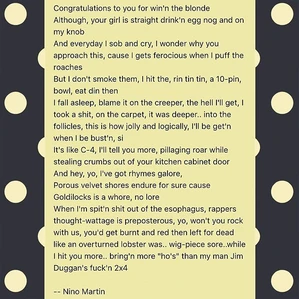 Congratulations to you for win'n the blonde
Although, your girl is straight drink'n egg nog and on
my knob
And everyday I sob and cry, I wonder why you
approach this, cause I gets ferocious when I puff the
roaches
But I don't smoke them, I hit the, rin tin tin, a 10-pin,
bowl, eat din then
I fall asleep, blame it on the creeper, the hell I'll get, I
took a shit, on the carpet, it was deeper.. into the
follicles, this is how jolly and logically, I'll be get'n
when I be bust'n, si
It's like C-4, I'll tell you more, pillaging roar while
stealing crumbs out of your kitchen cabinet door
And hey, yo, I've got rhymes galore,
Porous velvet shores endure for sure cause
Goldilocks is a whore, no lore
When I'm spit'n shit out of the esophagus, rappers
thought-wattage is preposterous, yo, won't you rock
with us, you'd get burnt and red then left for dead
like an overturned lobster was.. wig-piece sore..while
I hit you more.. bring'n more "ho's" than my man Jim
Duggan's fuck'n 2x4
-- Nino Martin